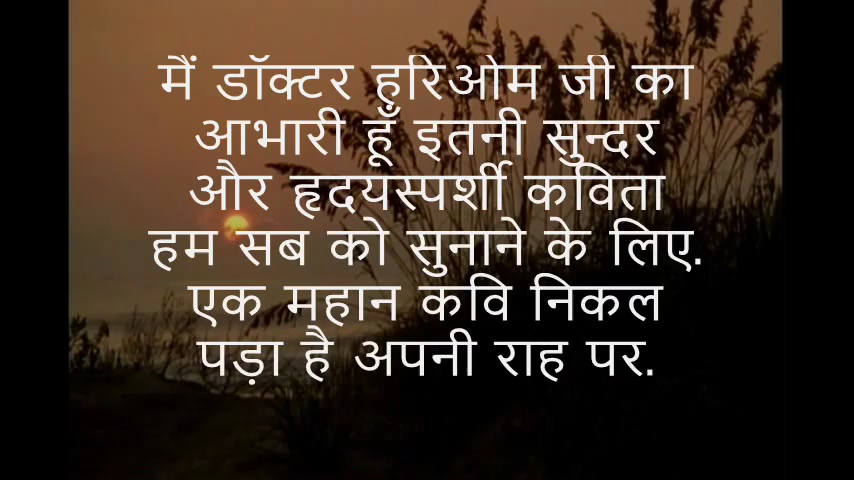 मैं डॉक्टर हरिओम जी का
आभारी हूँ इतनी सुन्दर
और हृदयस्पर्शी कविता
हम सब को सुनाने के लिए.
एक महान कवि निकल
पड़ा है अपनी राह पर.